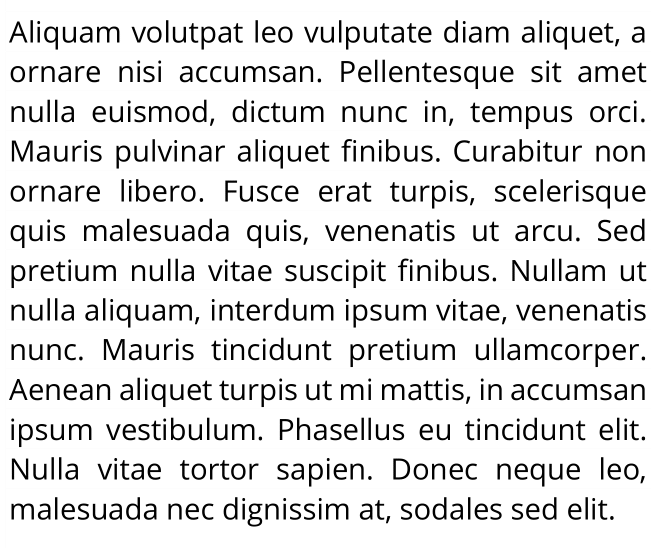 Aliquam volutpat leo vulputate diam aliquet, a
ornare nisi accumsan. Pellentesque sit amet
nulla euismod, dictum nunc in, tempus orci.
Mauris pulvinar aliquet finibus. Curabitur non
ornare libero. Fusce erat turpis, scelerisque
quis malesuada quis, venenatis ut arcu. Sed
pretium nulla vitae suscipit finibus. Nullam ut
nulla aliquam, interdum ipsum vitae, venenatis
nunc. Mauris tincidunt pretium ullamcorper.
Aenean aliquet turpis ut mi mattis, in accumsan
ipsum vestibulum. Phasellus eu tincidunt elit.
Nulla vitae tortor sapien. Donec neque leo,
malesuada nec dignissim at, sodales sed elit.